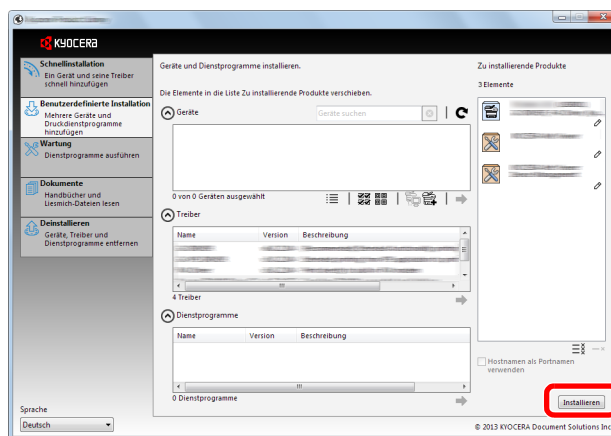 KYOCERA
Schnellinstallation
Ein Gerät und seine Treiber
schnell hinzufügen
Benutzerdefinierte Installation
Mehrere Geräte und
Druckdienstprogramme
hinzufügen
Wartung
Dienstprogramme ausführen
Dokumente
Handbücher und
Liesmich-Dateien lesen
Deinstallieren
Geräte, Treiber und
Dienstprogramme entfernen
Sprache
Deutsch
Geräte und Dienstprogramme installieren.
Die Elemente in die Liste Zu installierende Produkte verschieben.
Geräte
Geräte suchen
0 von 0 Geräten ausgewählt
Treiber
Name Version Beschreibung
4 Treiber
Dienstprogramme
Name Version Beschreibung
0 Dienstprogramme
Zu installierende Produkte
3 Elemente
Hostnamen als Portnamen
verwenden
Installieren
© 2013 KYOCERA Document Solutions Inc